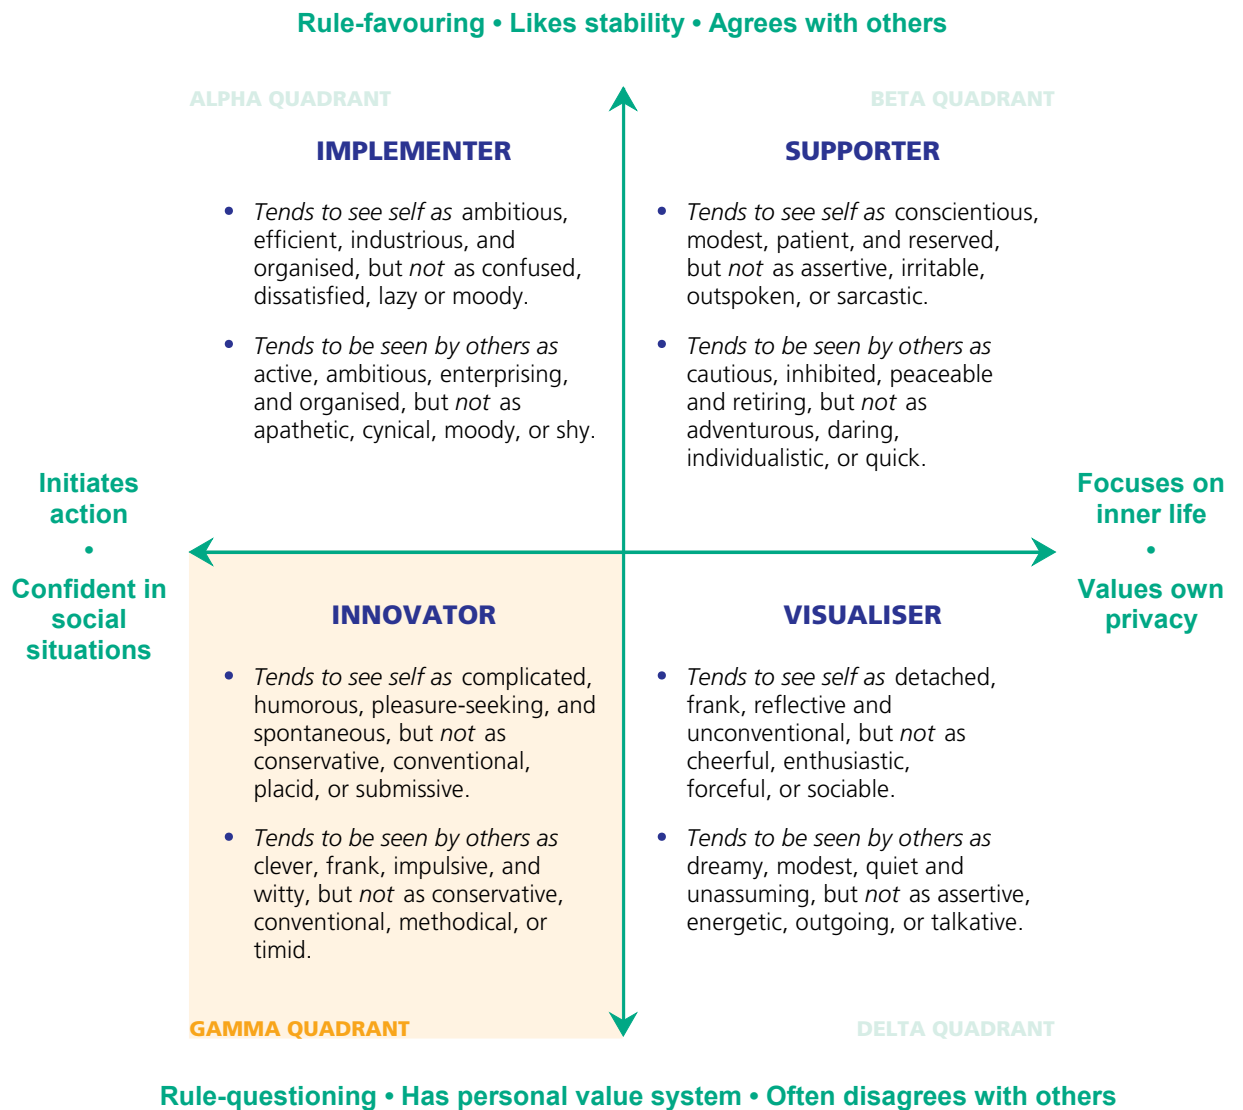 Rule-favouring • Likes stability • Agrees with others
ALPHA QUADRANT
BETA QUADRANT
IMPLEMENTER
• Tends to see self as ambitious,
efficient, industrious, and
organised, but not as confused,
dissatisfied, lazy or moody.
• Tends to be seen by others as
active, ambitious, enterprising,
and organised, but not as
apathetic, cynical, moody, or shy.
SUPPORTER
• Tends to see self as conscientious,
modest, patient, and reserved,
but not as assertive, irritable,
outspoken, or sarcastic.
• Tends to be seen by others as
cautious, inhibited, peaceable
and retiring, but not as
adventurous, daring,
individualistic, or quick.
Initiates
action
•
Confident in
social
situations
Focuses on
inner life
•
Values own
privacy
INNOVATOR
• Tends to see self as complicated,
humorous, pleasure-seeking, and
spontaneous, but not as
conservative, conventional,
placid, or submissive.
• Tends to be seen by others as
clever, frank, impulsive, and
witty, but not as conservative,
conventional, methodical, or
timid.
VISUALISER
• Tends to see self as detached,
frank, reflective and
unconventional, but not as
cheerful, enthusiastic,
forceful, or sociable.
• Tends to be seen by others as
dreamy, modest, quiet and
unassuming, but not as assertive,
energetic, outgoing, or talkative.
GAMMA QUADRANT
DELTA QUADRANT
Rule-questioning • Has personal value system • Often disagrees with others